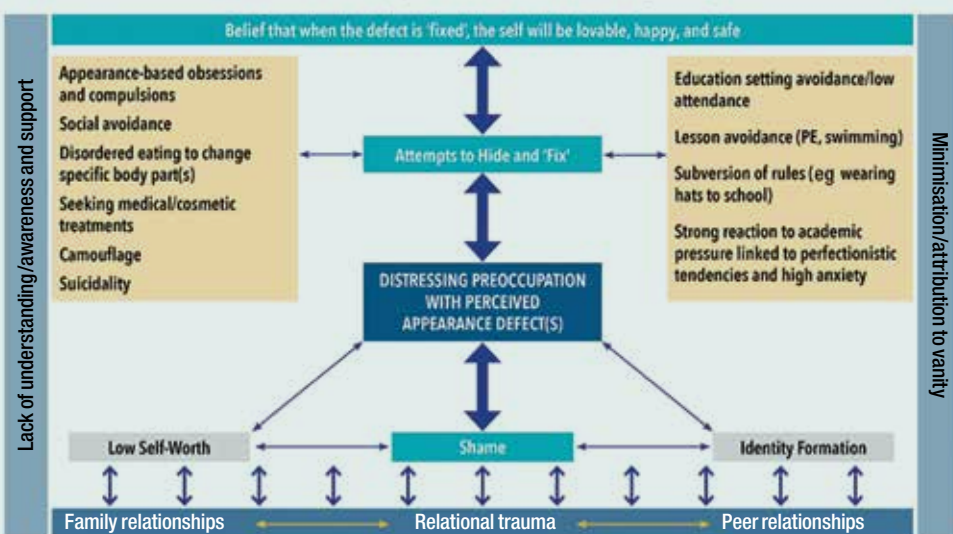 Belief that when the defect is 'fixed', the self will be lovable, happy, and safe
Lack of understanding/awareness and support
Appearance-based obsessions
and compulsions
Social avoidance
Disordered eating to change
specific body part(s)
Seeking medical/cosmetic
treatments
Camouflage
Suicidality
Attempts to Hide and 'Fix'
Education setting avoidance/low
attendance
Lesson avoidance (PE, swimming)
Subversion of rules (eg wearing
hats to school)
Strong reaction to academic
pressure linked to perfectionistic
tendencies and high anxiety
Minimisation/attribution to vanity
DISTRESSING PREOCCUPATION
WITH PERCEIVED
APPEARANCE DEFECT(S)
Low Self-Worth
Shame
Identity Formation
Family relationships
Relational trauma
Peer relationships